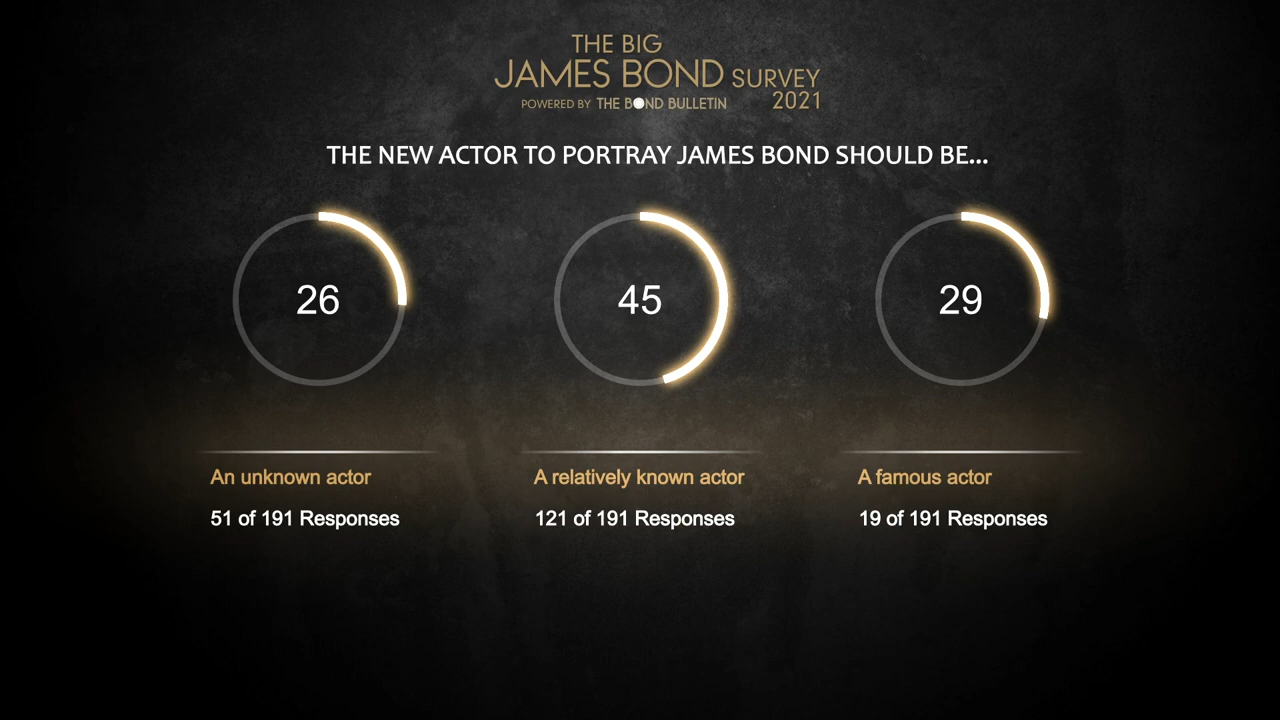 THE BIG
JAMES BOND SURVEY
POWERED BY THE BOND BULLETIN 2021
THE NEW ACTOR TO PORTRAY JAMES BOND SHOULD BE...
26 45 29
An unknown actor A relatively known actor A famous actor
51 of 191 Responses 121 of 191 Responses 19 of 191 Responses